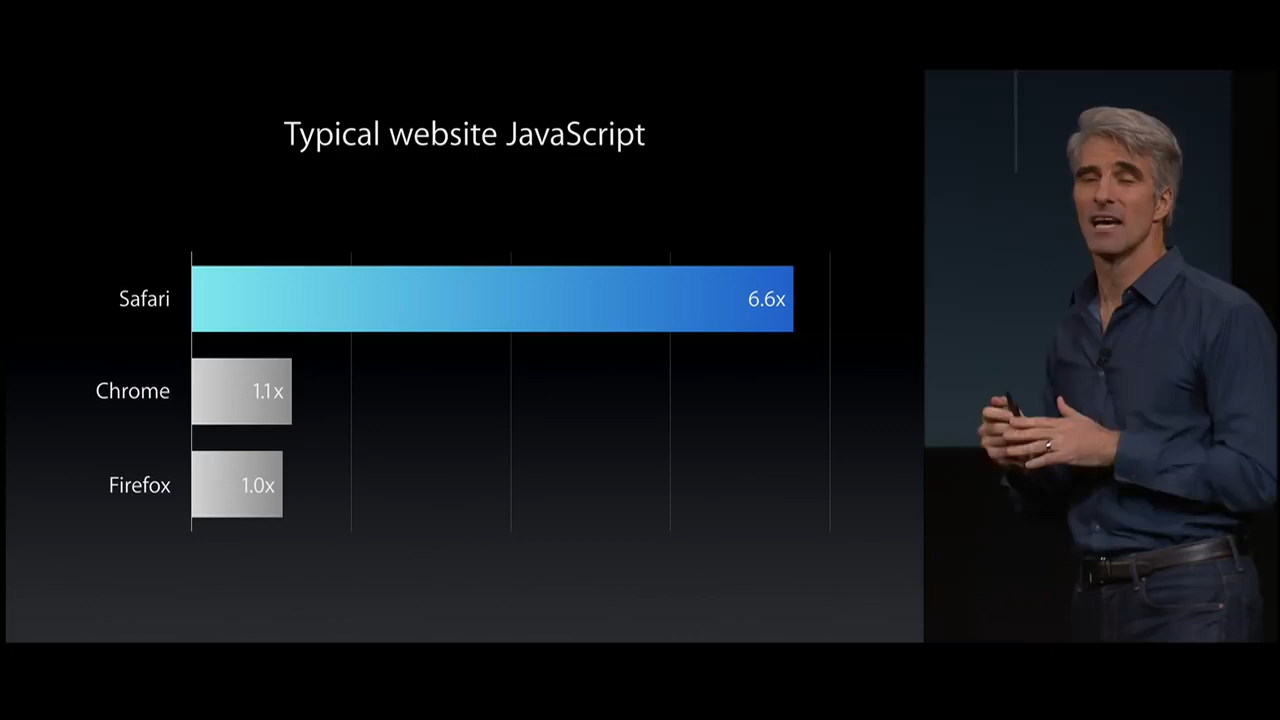 Typical website JavaScript
Safari
6.6x
Chrome
1.1x
Firefox
1.0x